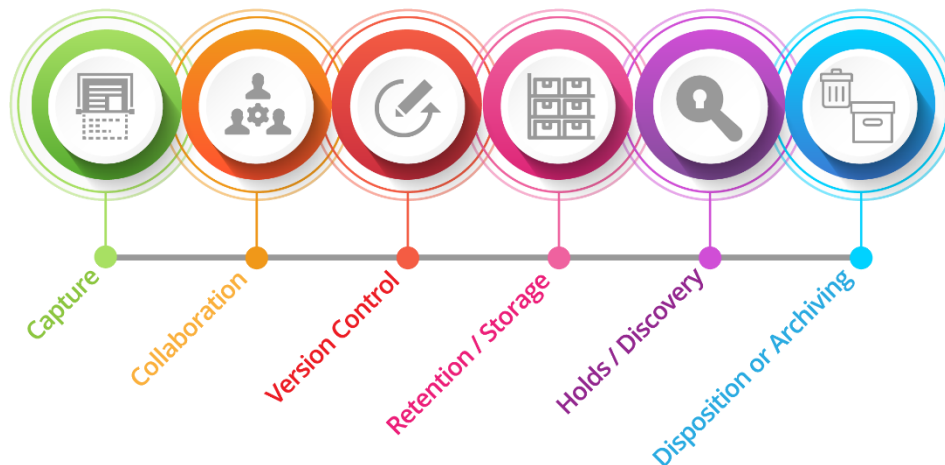 Capture
Collaboration
Version Control
Retention / Storage
Holds / Discovery
Disposition or Archiving